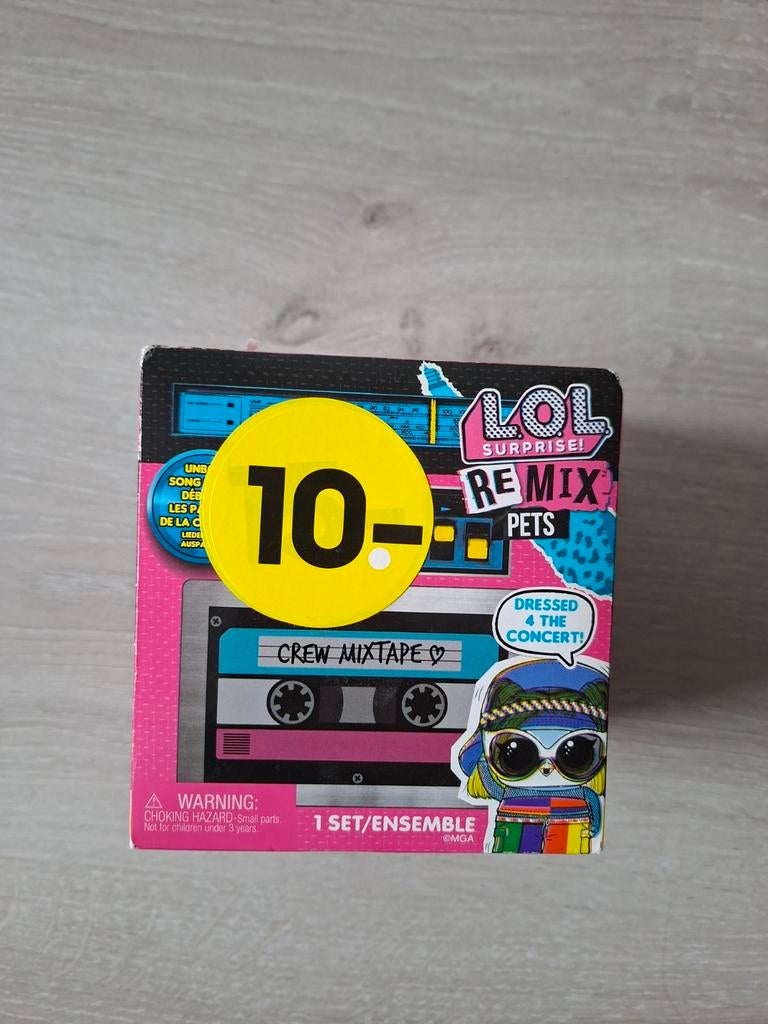 L.O.L.
SURPRISE!
REMIX
PETS
10.-
UNB
SONG
DÉB
LES PA
DE LA C
LIEDE
AUSPA
DRESSED
4 THE
CONCERT!
CREW MIXTAPE ♡
WARNING:
CHOKING HAZARD-Small parts.
Not for children under 3 years.
1 SET/ENSEMBLE
©MGA